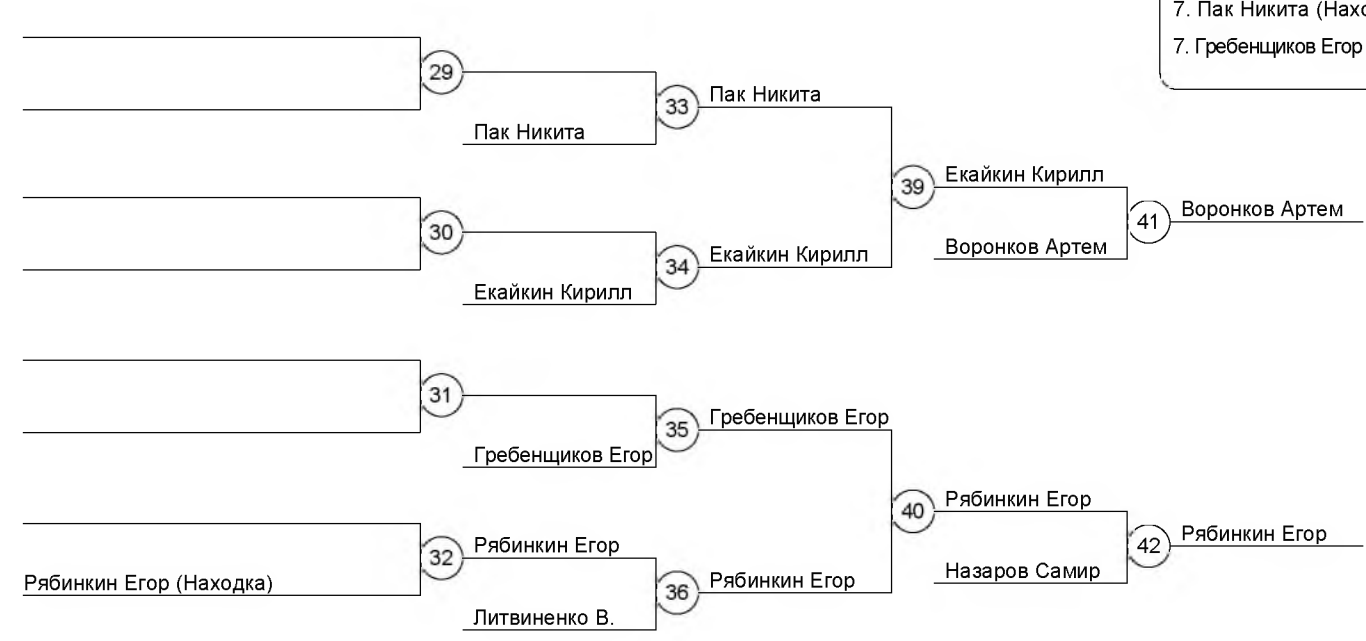 7. Пак Никита (Нахо
7. Гребенщиков Егор
29
33
Пак Никита
Пак Никита
39
Екайкин Кирилл
41
Воронков Артем
30
34
Екайкин Кирилл
Воронков Артем
Екайкин Кирилл
31
35
Гребенщиков Егор
Гребенщиков Егор
40
Рябинкин Егор
42
Рябинкин Егор
32
Рябинкин Егор
36
Рябинкин Егор
Назаров Самир
Рябинкин Егор (Находка)
Литвиненко В.